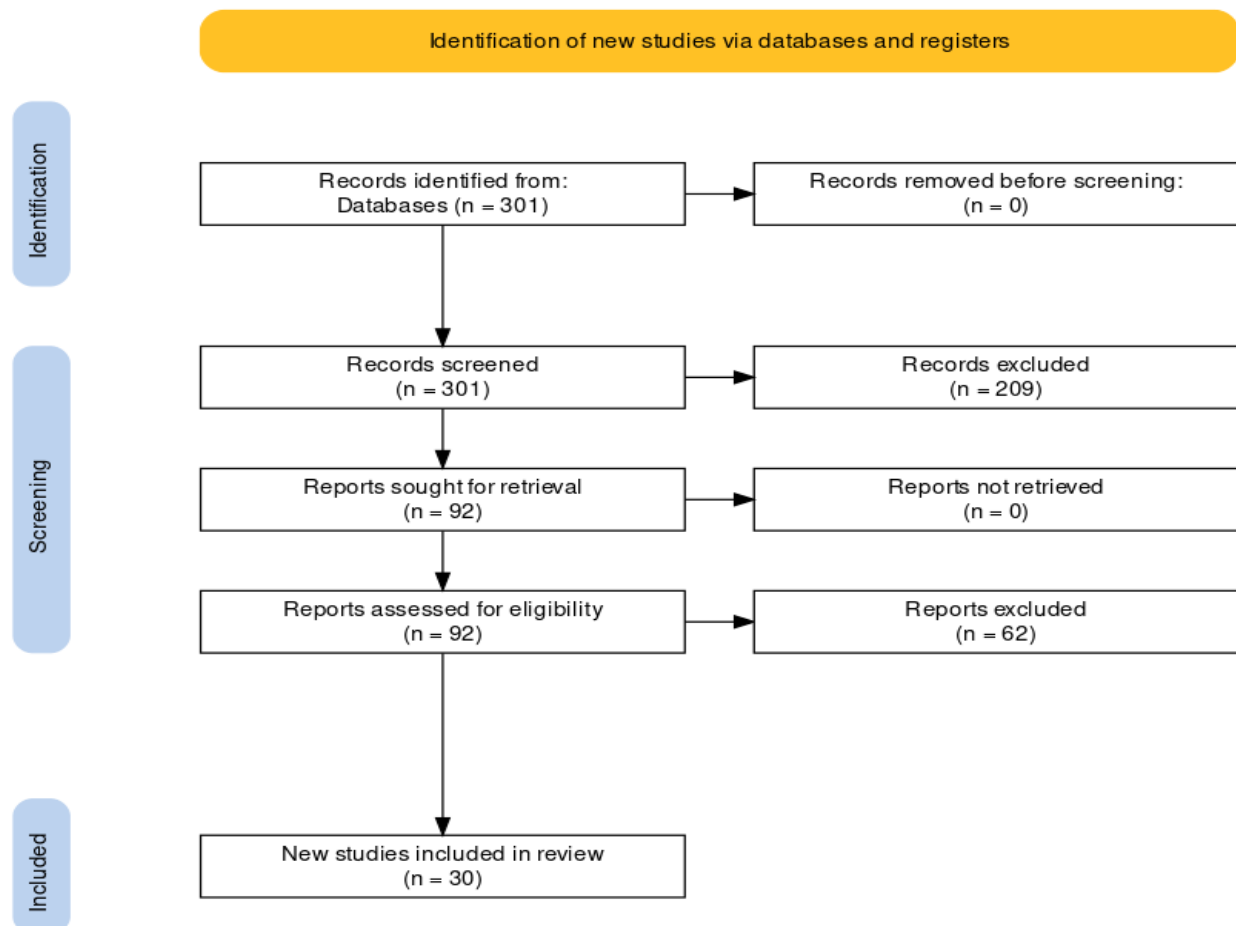 Identification of new studies via databases and registers
Identification
Records identified from:
Databases (n = 301)
Records removed before screening:
(n = 0)
Screening
Records screened
(n = 301)
Records excluded
(n = 209)
Reports sought for retrieval
(n = 92)
Reports not retrieved
(n = 0)
Reports assessed for eligibility
(n = 92)
Reports excluded
(n = 62)
Included
New studies included in review
(n = 30)